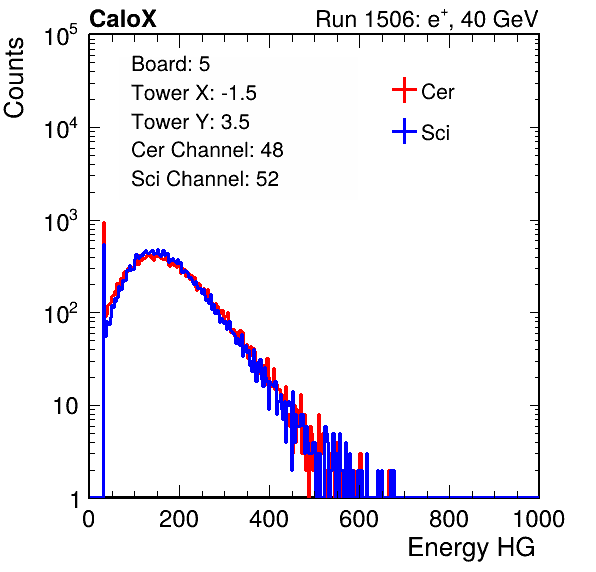 CaloX Run 1506: e⁺, 40 GeV
Counts
10⁵
10⁴
10³
10²
10
1
Board: 5
Tower X: -1.5
Tower Y: 3.5
Cer Channel: 48
Sci Channel: 52
Cer
Sci
0 200 400 600 800 1000
Energy HG